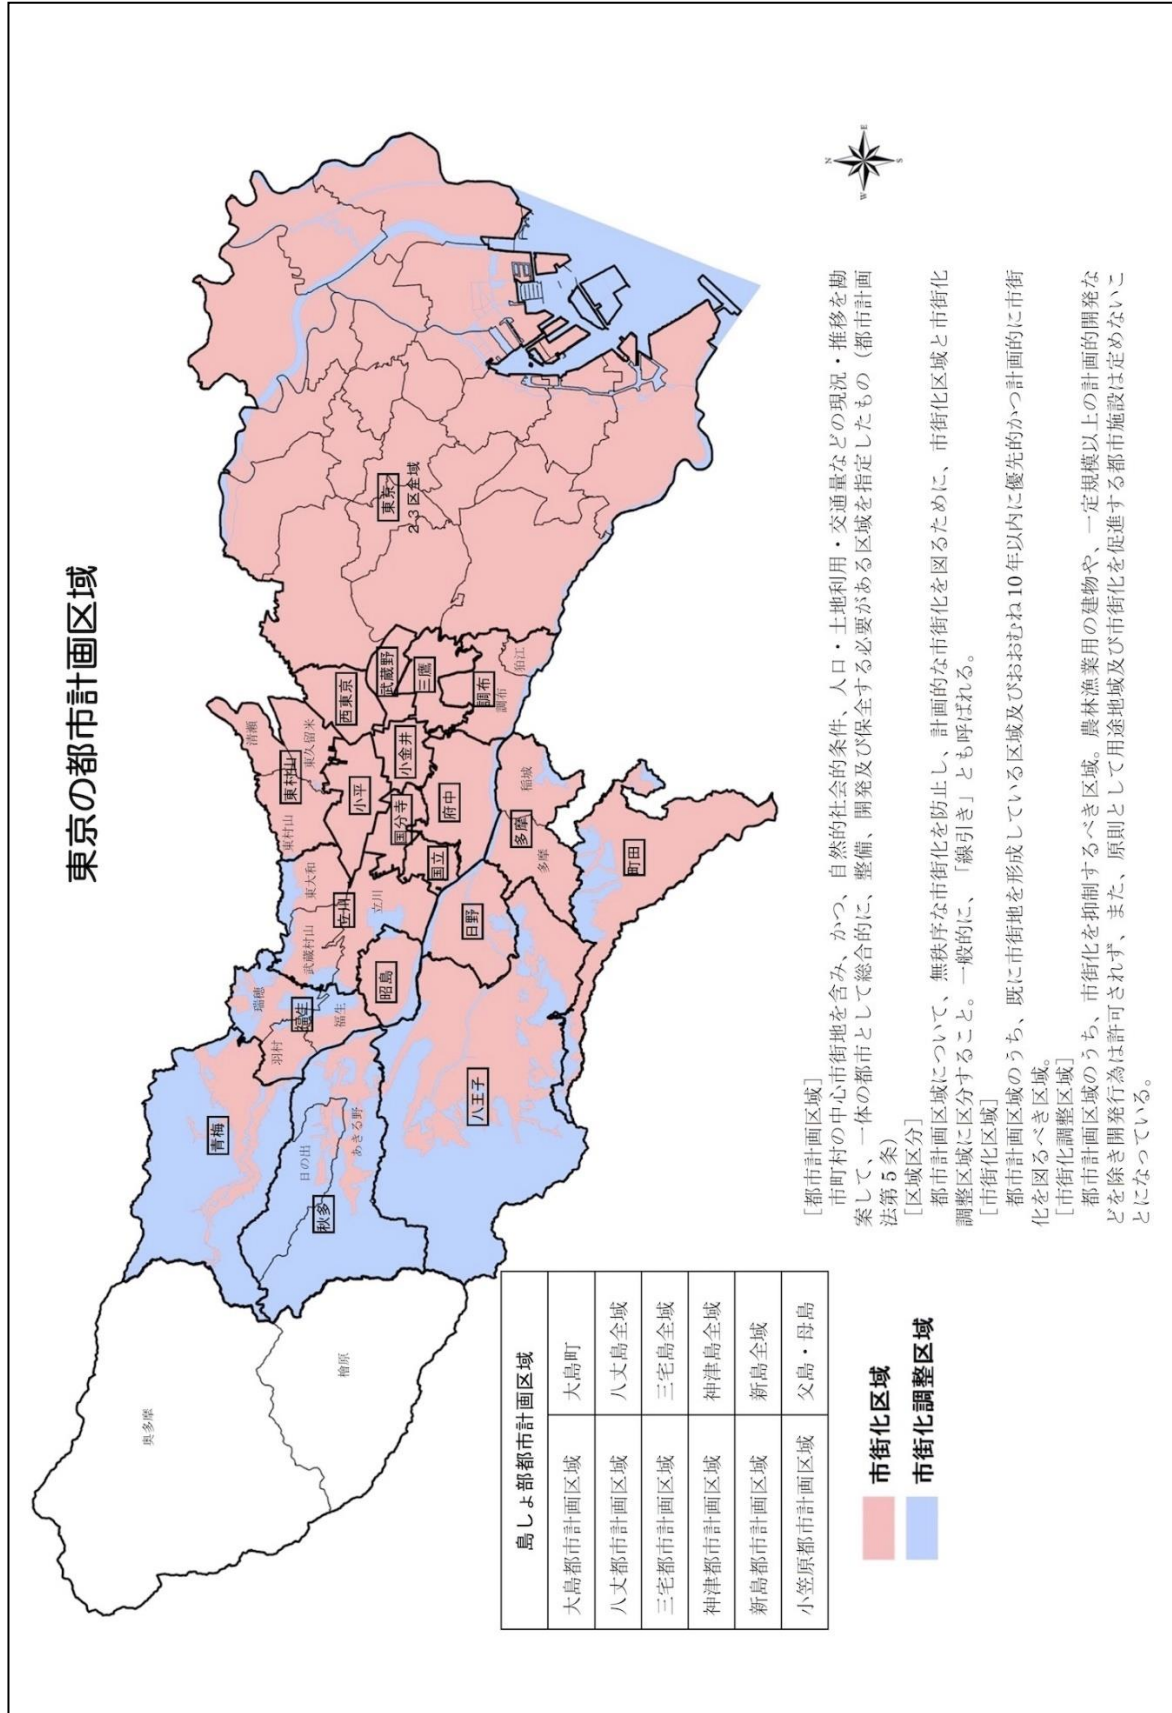 東京の都市計画区域
N
E
S
W
東京
23区全域
清瀬
東久留米
東村山
東村山
西東京
武蔵野
三鷹
調布
調布
狛江
小金井
小平
国分寺
国立
府中
東大和
武蔵村山
立川
立川
昭島
日野
多摩
多摩
稲城
町田
八王子
瑞穂
羽村
福生
福生
青梅
日の出
あきる野
秋多
奥多摩
檜原
[都市計画区域]
市町村の中心市街地を含み、かつ、自然的社会的条件、人口・土地利用・交通量などの現況・推移を勘
案して、一体の都市として総合的に、整備、開発及び保全する必要がある区域を指定したもの（都市計画
法第5条）
[区域区分]
都市計画区域について、無秩序な市街化を防止し、計画的な市街化を図るために、市街化区域と市街化
調整区域に区分すること。一般的に、「線引き」とも呼ばれる。
[市街化区域]
都市計画区域のうち、既に市街地を形成している区域及びおおむね10年以内に優先的かつ計画的に市街
化を図るべき区域。
[市街化調整区域]
都市計画区域のうち、市街化を抑制するべき区域。農林漁業用の建物や、一定規模以上の計画的開発な
どを除き開発行為は許可されず、また、原則として用途地域及び市街化を促進する都市施設は定めないこ
とになっている。
島しょ部都市計画区域
大島都市計画区域 大島町
八丈都市計画区域 八丈島全域
三宅都市計画区域 三宅島全域
神津都市計画区域 神津島全域
新島都市計画区域 新島全域
小笠原都市計画区域 父島・母島
市街化区域
市街化調整区域